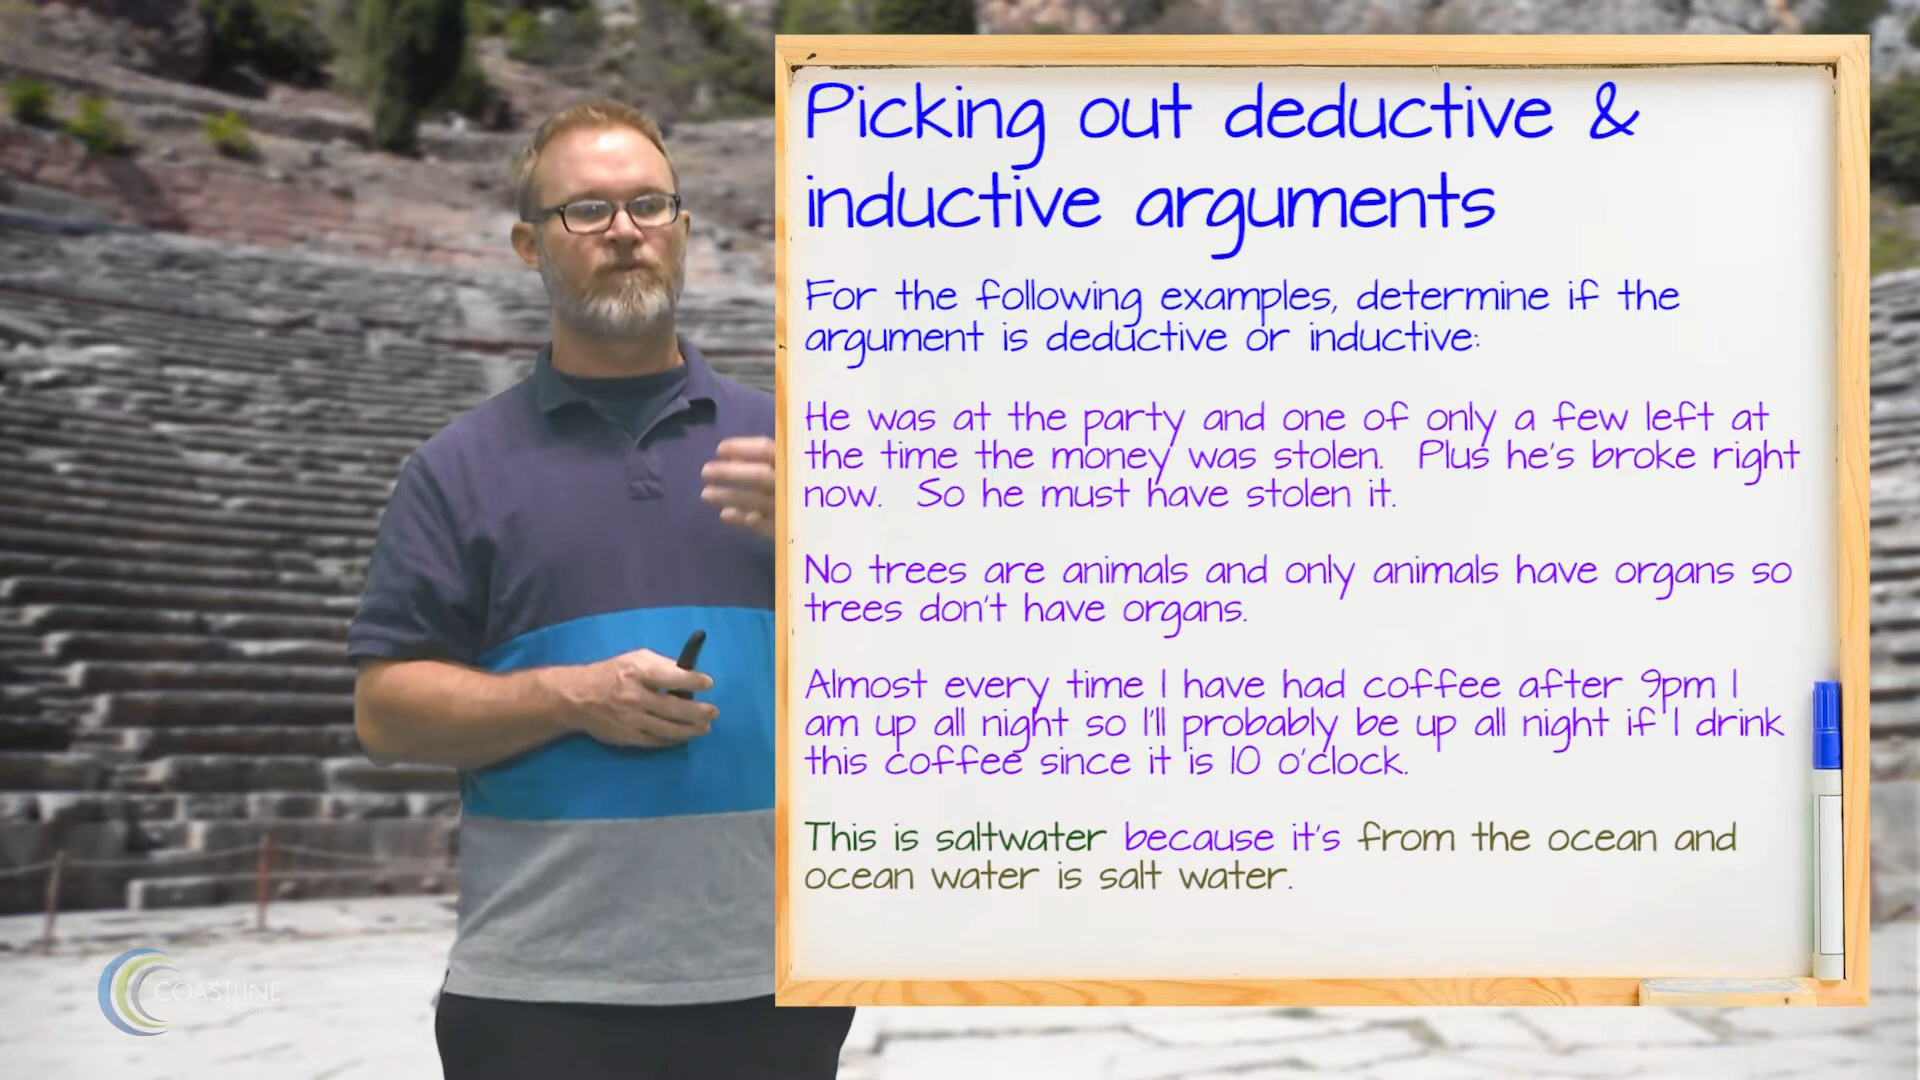 Picking out deductive &
inductive arguments
For the following examples, determine if the
argument is deductive or inductive:
He was at the party and one of only a few left at
the time the money was stolen. Plus he's broke right
now. So he must have stolen it.
No trees are animals and only animals have organs so
trees don't have organs.
Almost every time I have had coffee after 9pm I
am up all night so I'll probably be up all night if I drink
this coffee since it is 10 o'clock.
This is saltwater because it's from the ocean and
ocean water is salt water.
COASTLINE